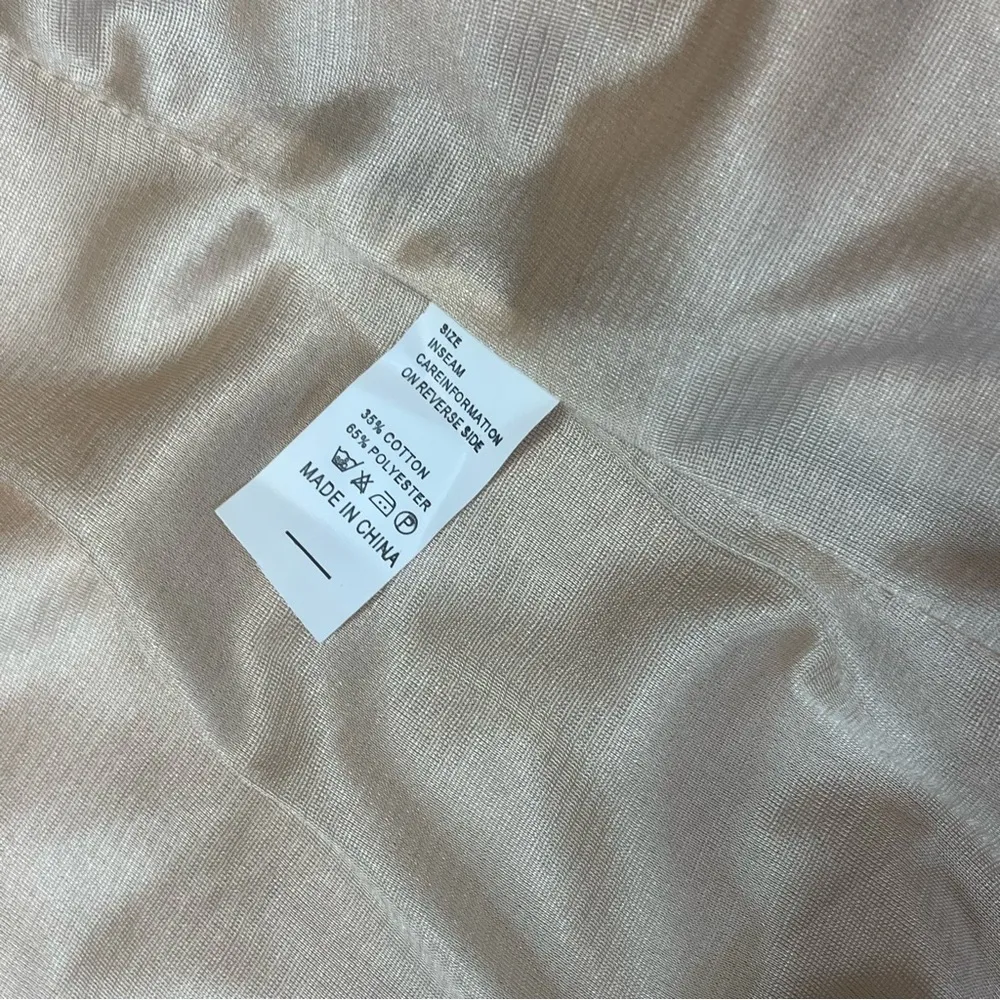 SIZE
INSEAM
CAREINFORMATION
ON REVERSE SIDE
35% COTTON
65% POLYESTER
P
MADE IN CHINA